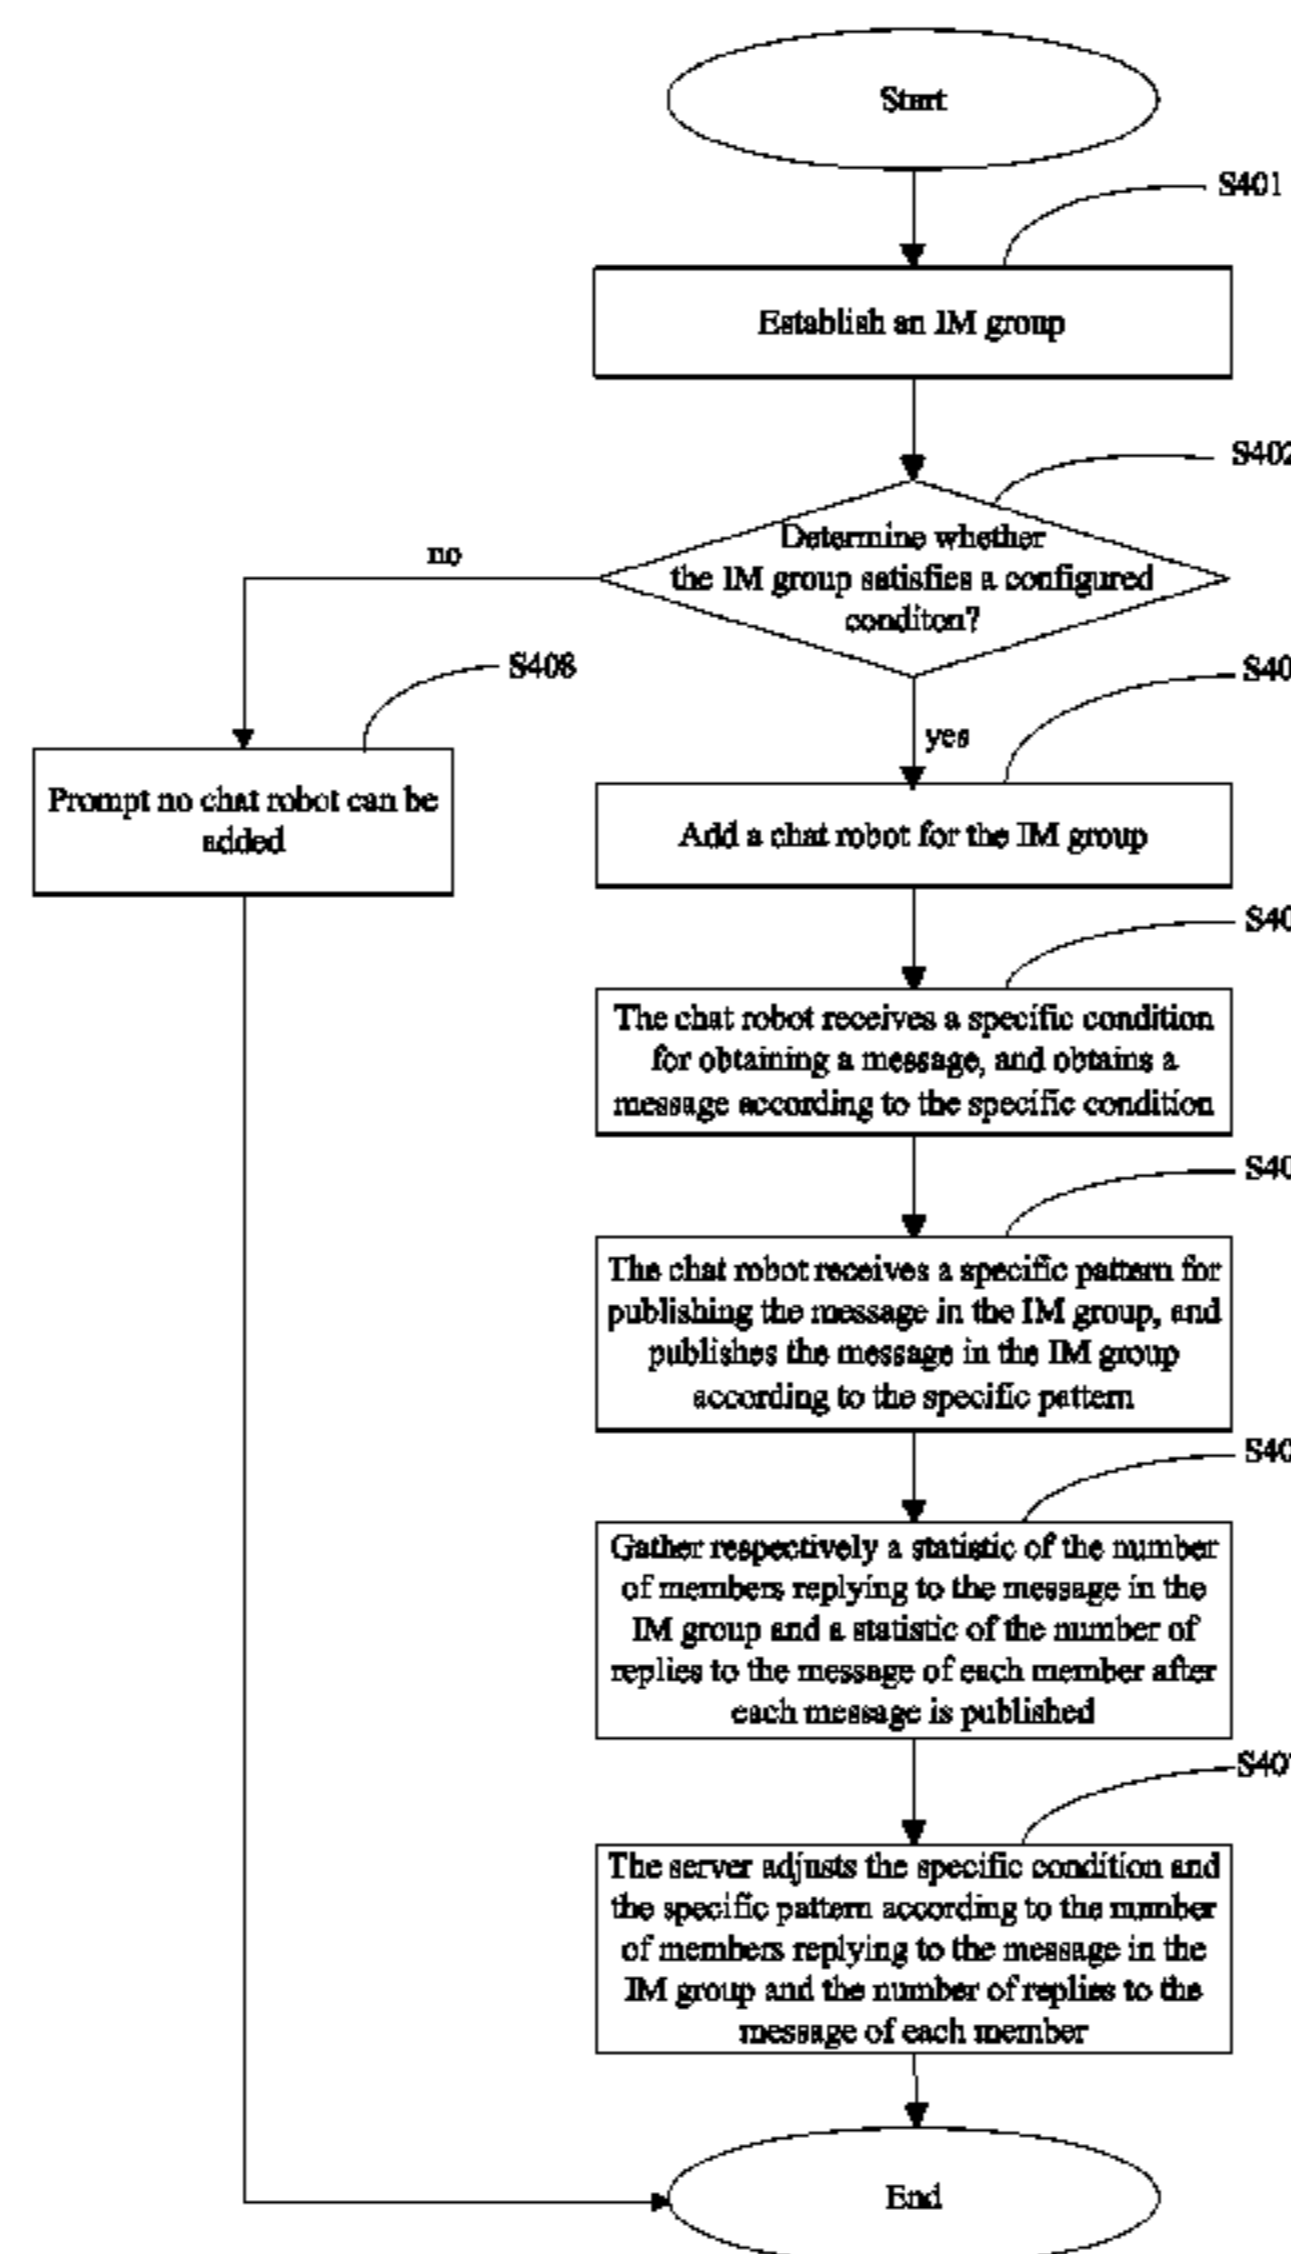 Start
S401
Establish an IM group
S402
Determine whether
the IM group satisfies a configured
conditon?
no
S408
S40
yes
Prompt no chat robot can be
added
Add a chat robot for the IM group
S40
The chat robot receives a specific condition
for obtaining a message, and obtains a
message according to the specific condition
S40
The chat robot receives a specific pattern for
publishing the message in the IM group, and
publishes the message in the IM group
according to the specific pattern
S40
Gather respectively a statistic of the number
of members replying to the message in the
IM group and a statistic of the number of
replies to the message of each member after
each message is published
S407
The server adjusts the specific condition and
the specific pattern according to the number
of members replying to the message in the
IM group and the number of replies to the
message of each member
End